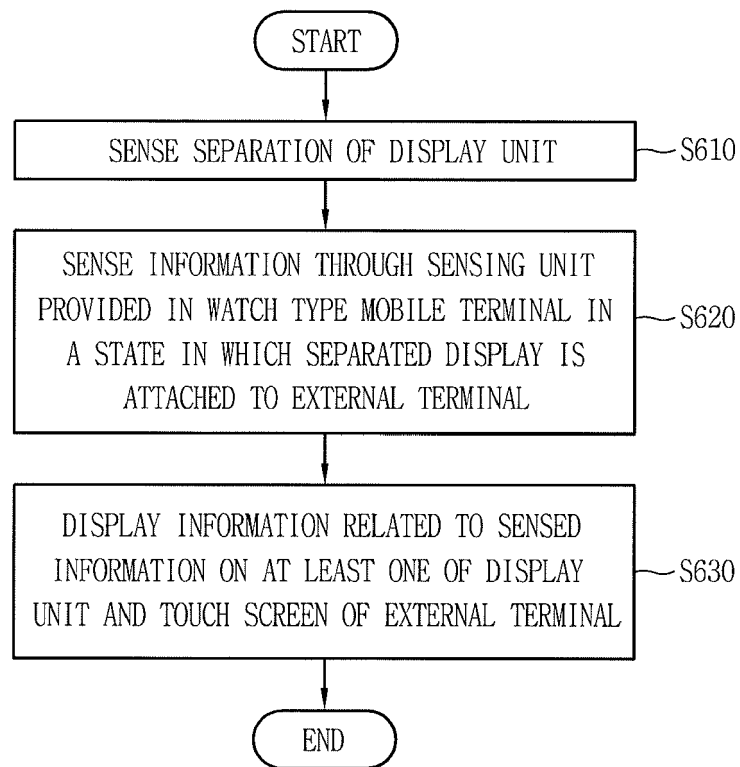 START
SENSE SEPARATION OF DISPLAY UNIT
S610
SENSE INFORMATION THROUGH SENSING UNIT
PROVIDED IN WATCH TYPE MOBILE TERMINAL IN
A STATE IN WHICH SEPARATED DISPLAY IS
ATTACHED TO EXTERNAL TERMINAL
S620
DISPLAY INFORMATION RELATED TO SENSED
INFORMATION ON AT LEAST ONE OF DISPLAY
UNIT AND TOUCH SCREEN OF EXTERNAL TERMINAL
S630
END